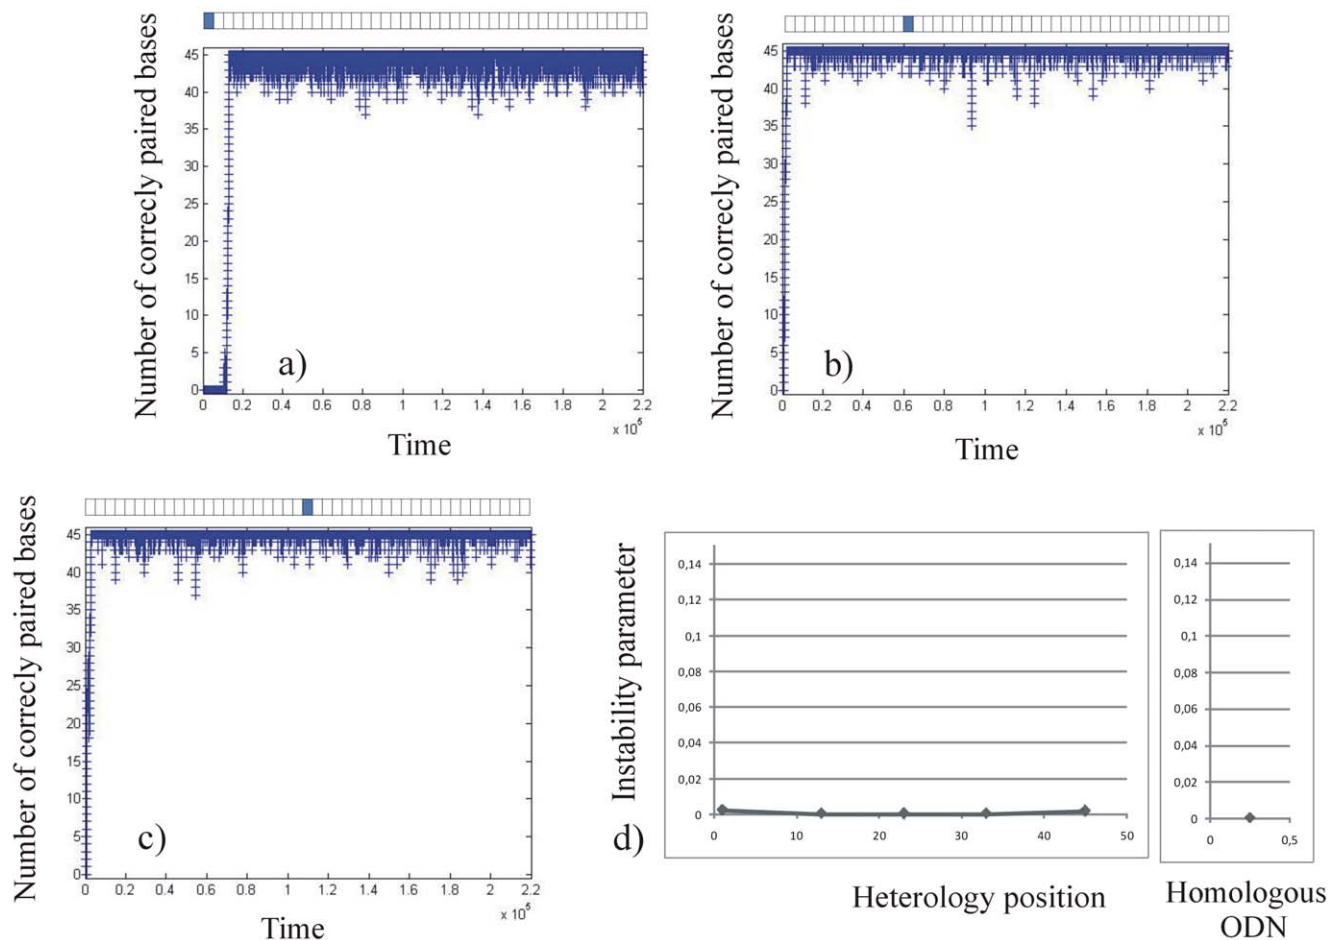 Number of correcly paired bases
45
40
35
30
25
20
15
10
5
0
a)
0 0.2 0.4 0.6 0.8 1 1.2 1.4 1.6 1.8 2 2.2
x 10⁵
Time
Number of correcly paired bases
45
40
35
30
25
20
15
10
5
0
b)
0 0.2 0.4 0.6 0.8 1 1.2 1.4 1.6 1.8 2 2.2
x 10⁵
Time
Number of correcly paired bases
45
40
35
30
25
20
15
10
5
0
c)
0 0.2 0.4 0.6 0.8 1 1.2 1.4 1.6 1.8 2 2.2
x 10⁵
Time
Instability parameter
0,14
0,12
0,1
0,08
0,06
0,04
0,02
0
d)
0 10 20 30 40 50
Heterology position
0,14
0,12
0,1
0,08
0,06
0,04
0,02
0
0 0,5
Homologous
ODN